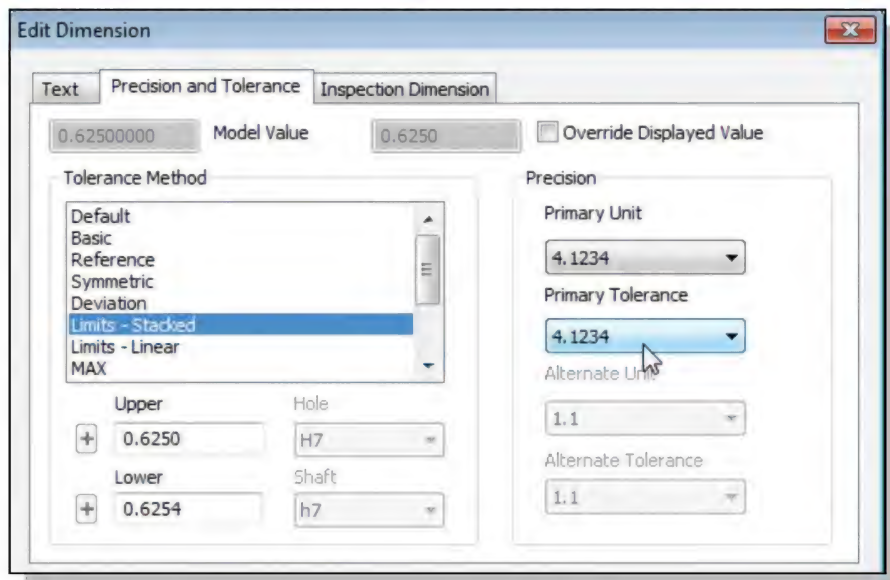 Edit Dimension
Text Precision and Tolerance Inspection Dimension
0.62500000 Model Value 0.6250 Override Displayed Value
Tolerance Method
Default
Basic
Reference
Symmetric
Deviation
Limits - Stacked
Limits - Linear
MAX
Upper Hole
+ 0.6250 H7
Lower Shaft
+ 0.6254 h7
Precision
Primary Unit
4.1234
Primary Tolerance
4.1234
Alternate Unit
1.1
Alternate Tolerance
1.1